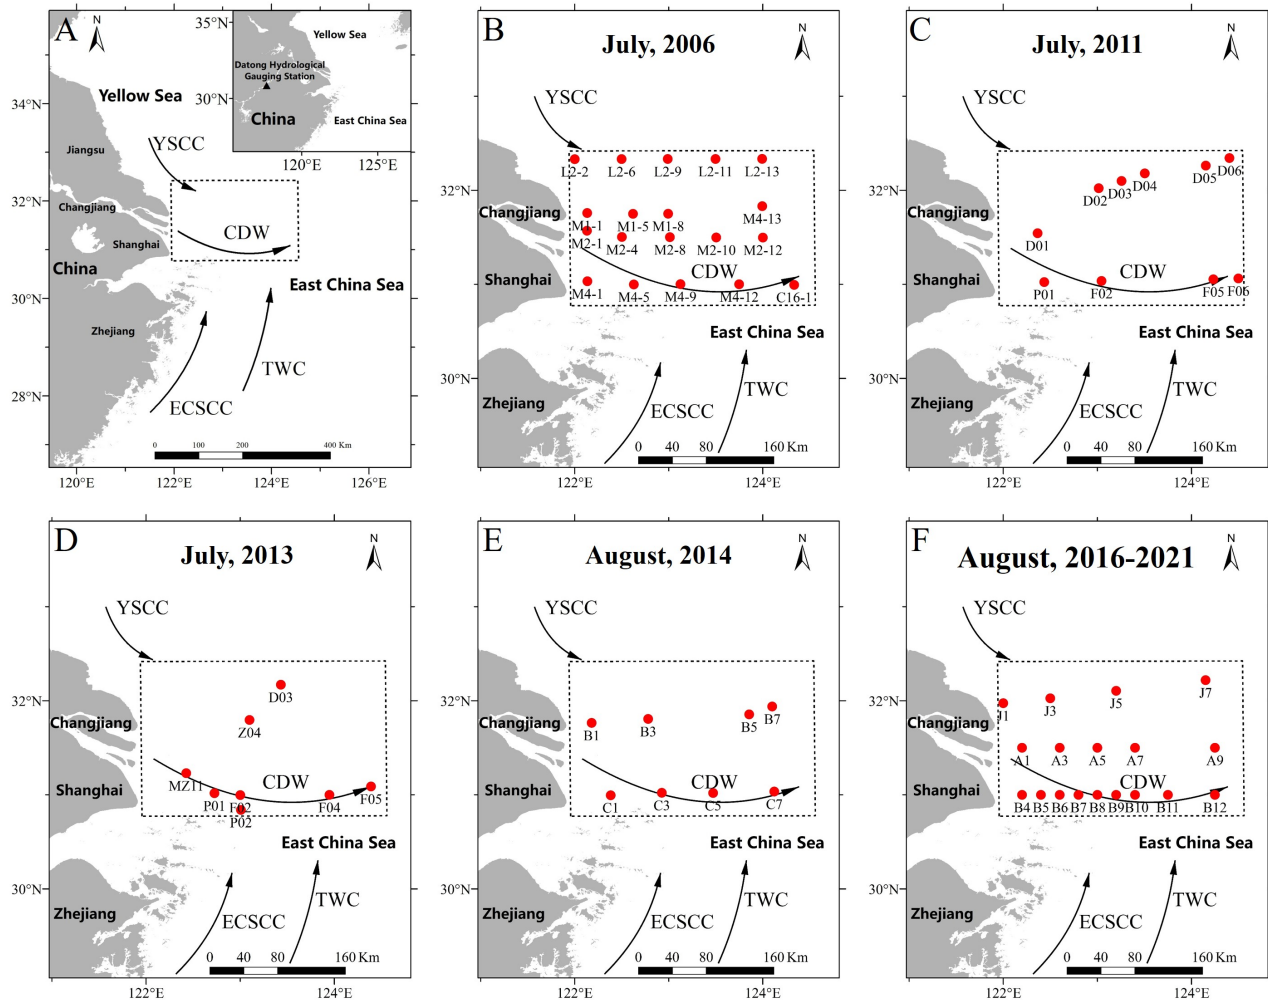 A
N
34°N
32°N
30°N
28°N
120°E
122°E
124°E
126°E
Yellow Sea
Jiangsu
YSCC
Changjiang
CDW
Shanghai
China
East China Sea
Zhejiang
TWC
ECSCC
0 100 200 400 Km
35°N
30°N
120°E
125°E
Yellow Sea
Datong Hydrological
Gauging Station
China
East China Sea
B
July, 2006
N
YSCC
32°N
30°N
122°E
124°E
L2-2 L2-6 L2-9 L2-11 L2-13
Changjiang
M1-1 M1-5 M1-8 M4-13
M2-1 M2-4 M2-8 M2-10 M2-12
CDW
Shanghai
M4-1 M4-5 M4-9 M4-12 C16-1
East China Sea
Zhejiang
TWC
ECSCC
0 40 80 160 Km
C
July, 2011
N
YSCC
32°N
30°N
122°E
124°E
D06
D05
D04
D03
D02
Changjiang
D01
CDW
Shanghai
P01 F02 F05 F06
East China Sea
Zhejiang
TWC
ECSCC
0 40 80 160 Km
D
July, 2013
N
YSCC
32°N
30°N
122°E
124°E
D03
Changjiang
Z04
CDW
MZ11
Shanghai
P01 F02 F04 F05
P02
East China Sea
Zhejiang
TWC
ECSCC
0 40 80 160 Km
E
August, 2014
N
YSCC
32°N
30°N
122°E
124°E
Changjiang
B1 B3 B5 B7
CDW
Shanghai
C1 C3 C5 C7
East China Sea
Zhejiang
TWC
ECSCC
0 40 80 160 Km
F
August, 2016-2021
N
YSCC
32°N
30°N
122°E
124°E
J1 J3 J5 J7
Changjiang
A1 A3 A5 A7 A9
CDW
Shanghai
B4 B5 B6 B7 B8 B9 B10 B11 B12
East China Sea
Zhejiang
TWC
ECSCC
0 40 80 160 Km